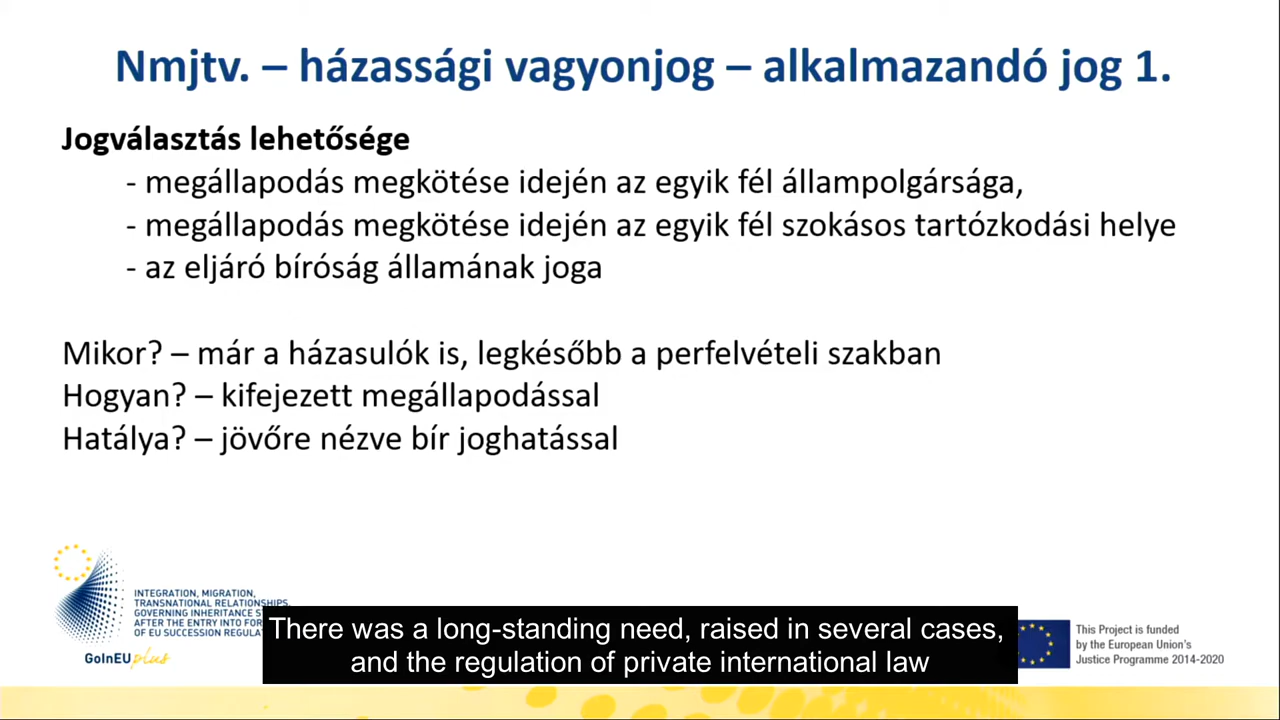 Nmjtv. – házassági vagyonjog – alkalmazandó jog 1.
Jogválasztás lehetősége
- megállapodás megkötése idején az egyik fél állampolgársága,
- megállapodás megkötése idején az egyik fél szokásos tartózkodási helye
- az eljáró bíróság államának joga
Mikor? – már a házasulók is, legkésőbb a perfelvételi szakban
Hogyan? – kifejezett megállapodással
Hatálya? – jövőre nézve bír joghatással
INTEGRATION, MIGRATION,
TRANSNATIONAL RELATIONSHIPS,
GOVERNING INHERITANCE S
AFTER THE ENTRY INTO FOR
OF EU SUCCESSION REGULAT
GoInEUplus
There was a long-standing need, raised in several cases,
and the regulation of private international law
This Project is funded
by the European Union's
Justice Programme 2014-2020